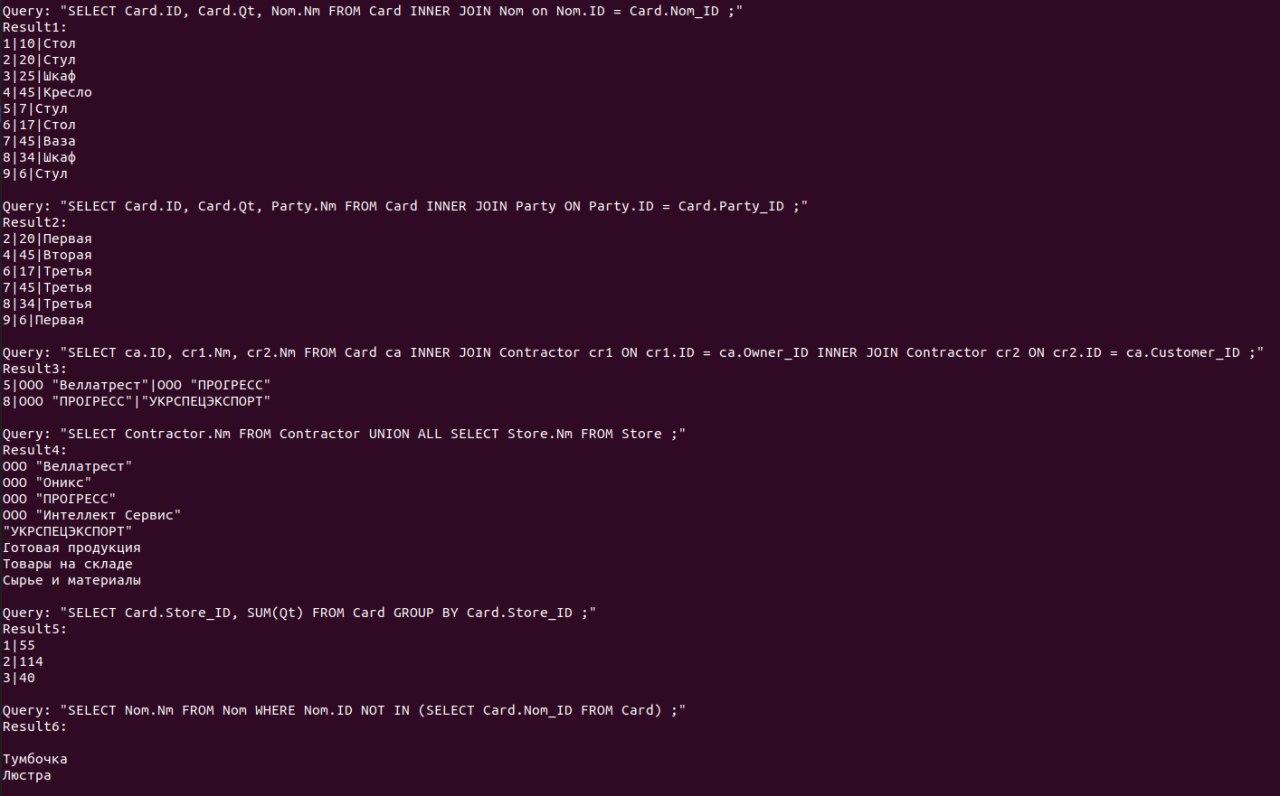 Query: "SELECT Card.ID, Card.Qt, Nom.Nm FROM Card INNER JOIN Nom on Nom.ID = Card.Nom_ID ;"
Result1:
1|10|Стол
2|20|Стул
3|25|Шкаф
4|45|Кресло
5|7|Стул
6|17|Стол
7|45|Ваза
8|34|Шкаф
9|6|Стул
Query: "SELECT Card.ID, Card.Qt, Party.Nm FROM Card INNER JOIN Party ON Party.ID = Card.Party_ID ;"
Result2:
2|20|Первая
4|45|Вторая
6|17|Третья
7|45|Третья
8|34|Третья
9|6|Первая
Query: "SELECT ca.ID, cr1.Nm, cr2.Nm FROM Card ca INNER JOIN Contractor cr1 ON cr1.ID = ca.Owner_ID INNER JOIN Contractor cr2 ON cr2.ID = ca.Customer_ID ;"
Result3:
5|ООО "Веллатрест"|ООО "ПРОГРЕСС"
8|ООО "ПРОГРЕСС"|"УКРСПЕЦЭКСПОРТ"
Query: "SELECT Contractor.Nm FROM Contractor UNION ALL SELECT Store.Nm FROM Store ;"
Result4:
ООО "Веллатрест"
ООО "Оникс"
ООО "ПРОГРЕСС"
ООО "Интеллект Сервис"
"УКРСПЕЦЭКСПОРТ"
Готовая продукция
Товары на складе
Сырье и материалы
Query: "SELECT Card.Store_ID, SUM(Qt) FROM Card GROUP BY Card.Store_ID ;"
Result5:
1|55
2|114
3|40
Query: "SELECT Nom.Nm FROM Nom WHERE Nom.ID NOT IN (SELECT Card.Nom_ID FROM Card) ;"
Result6:
Тумбочка
Люстра